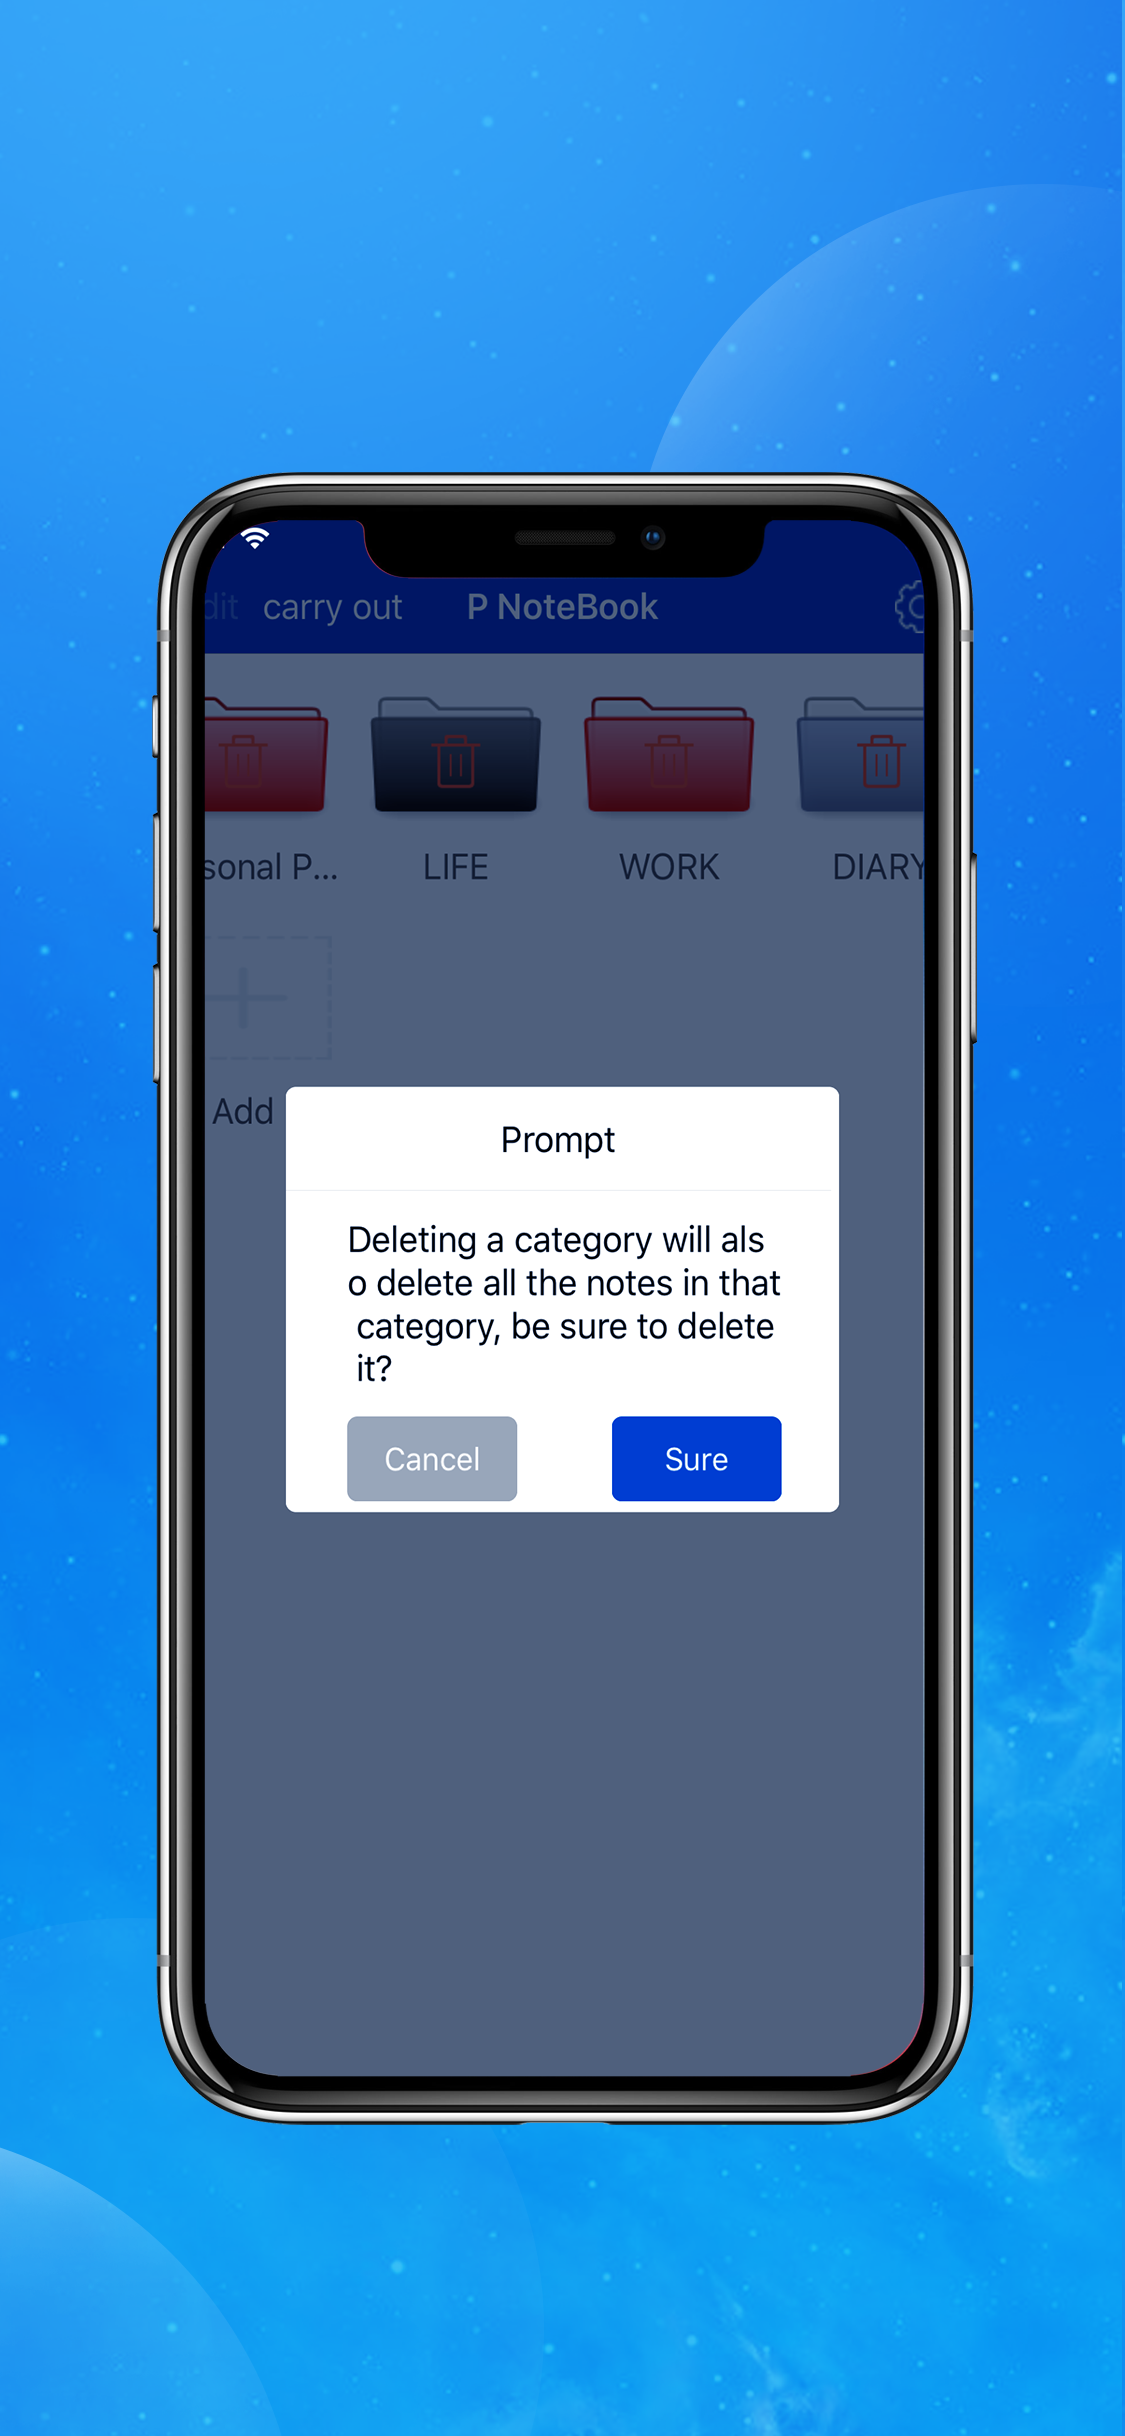 dit carry out P NoteBook
sonal P... LIFE WORK DIARY
Add
Prompt
Deleting a category will als
o delete all the notes in that
category, be sure to delete
it?
Cancel Sure